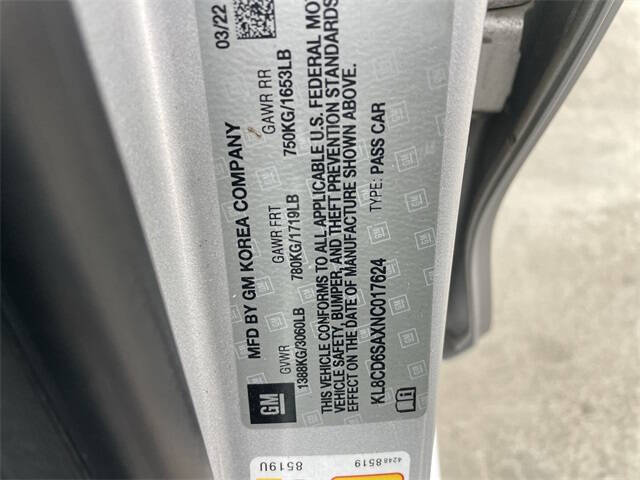 MFD BY GM KOREA COMPANY 03/22
GVWR GAWR FRT GAWR RR
1388KG/3060LB 780KG/1719LB 750KG/1653LB
THIS VEHICLE CONFORMS TO ALL APPLICABLE U.S. FEDERAL MOT
VEHICLE SAFETY, BUMPER, AND THEFT PREVENTION STANDARDS
EFFECT ON THE DATE OF MANUFACTURE SHOWN ABOVE.
KL8CD6SAXNC017624 TYPE: PASS CAR
GM
42488519
8519U